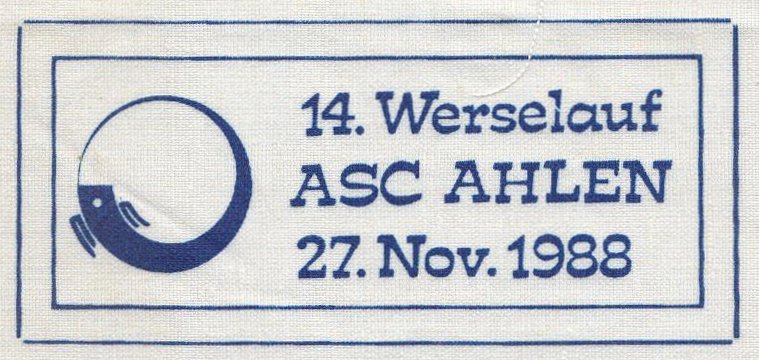 14. Werselauf
ASC AHLEN
27. Nov. 1988